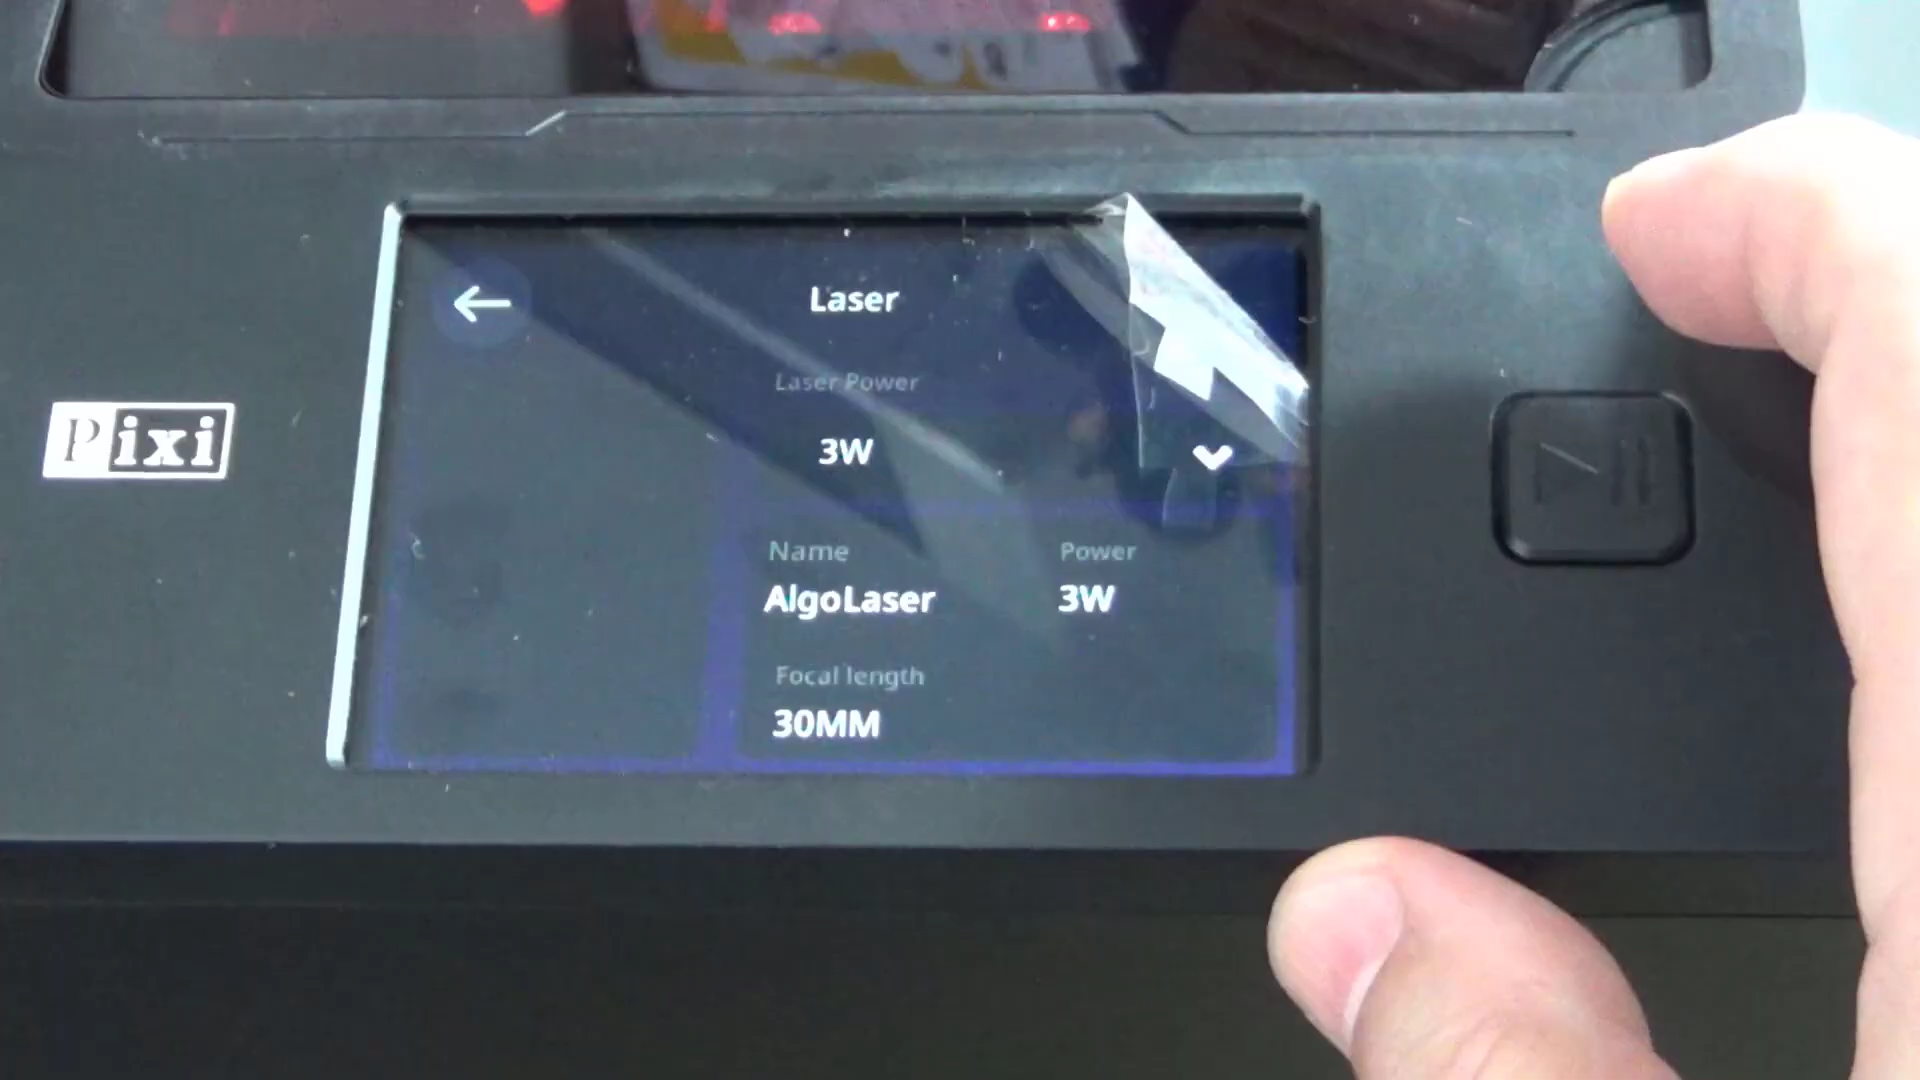 Laser
Laser Power
3W
Pixi
Name Power
AlgoLaser 3W
Focal length
30MM